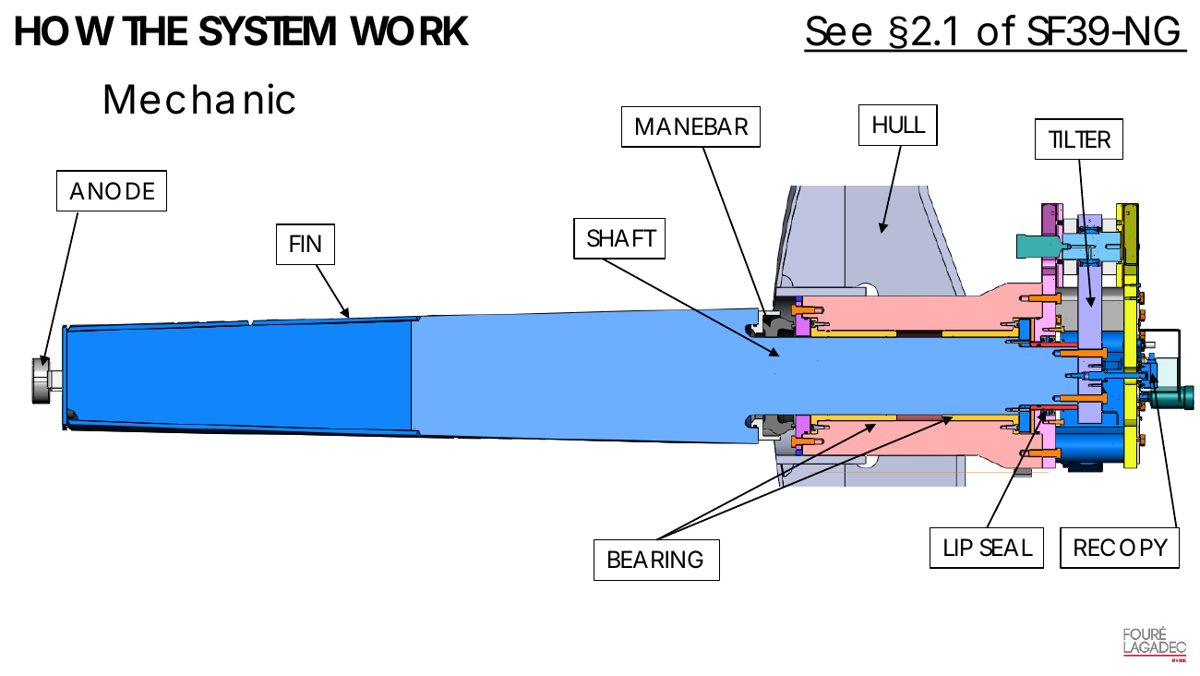 HOW THE SYSTEM WORK
See §2.1 of SF39-NG
Mechanic
MANEBAR
HULL
TILTER
ANODE
FIN
SHAFT
BEARING
LIP SEAL
RECOPY
FOURÉ
LAGADEC